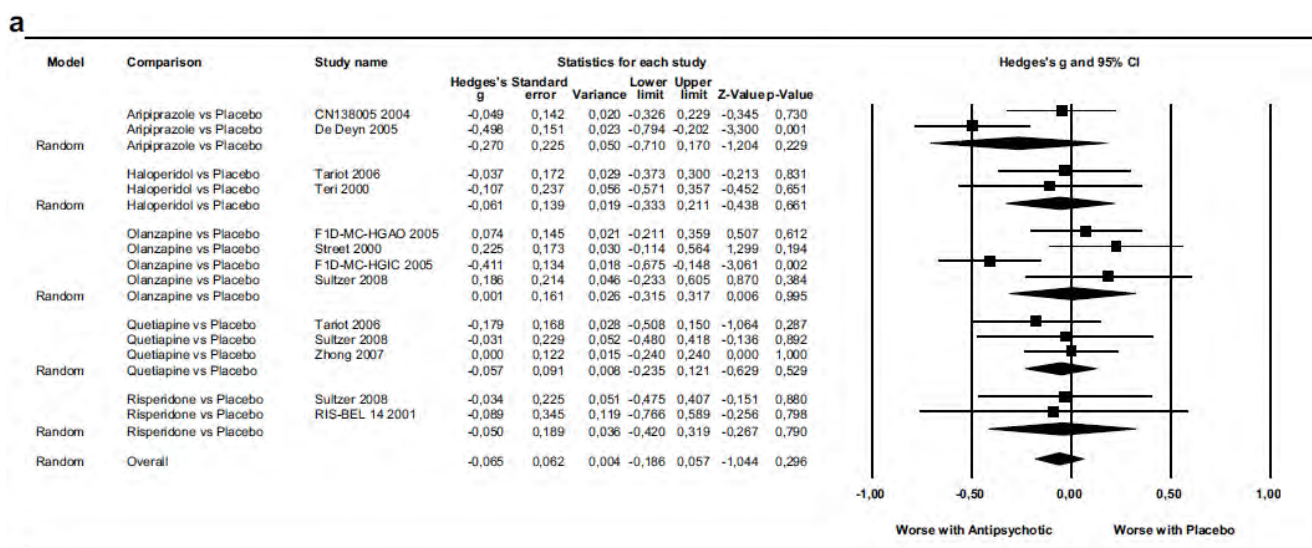 a
Model Comparison Study name Statistics for each study Hedges's g and 95% CI
Hedges's g Standard error Variance Lower limit Upper limit Z-Value p-Value
Aripiprazole vs Placebo CN138005 2004 -0,049 0,142 0,020 -0,326 0,229 -0,345 0,730
Aripiprazole vs Placebo De Deyn 2005 -0,498 0,151 0,023 -0,794 -0,202 -3,300 0,001
Random Aripiprazole vs Placebo -0,270 0,225 0,050 -0,710 0,170 -1,204 0,229
Haloperidol vs Placebo Tariot 2006 -0,037 0,172 0,029 -0,373 0,300 -0,213 0,831
Haloperidol vs Placebo Teri 2000 -0,107 0,237 0,056 -0,571 0,357 -0,452 0,651
Random Haloperidol vs Placebo -0,061 0,139 0,019 -0,333 0,211 -0,438 0,661
Olanzapine vs Placebo F1D-MC-HGAO 2005 0,074 0,145 0,021 -0,211 0,359 0,507 0,612
Olanzapine vs Placebo Street 2000 0,225 0,173 0,030 -0,114 0,564 1,299 0,194
Olanzapine vs Placebo F1D-MC-HGIC 2005 -0,411 0,134 0,018 -0,675 -0,148 -3,061 0,002
Olanzapine vs Placebo Sultzer 2008 0,186 0,214 0,046 -0,233 0,605 0,870 0,384
Random Olanzapine vs Placebo 0,001 0,161 0,026 -0,315 0,317 0,006 0,995
Quetiapine vs Placebo Tariot 2006 -0,179 0,168 0,028 -0,508 0,150 -1,064 0,287
Quetiapine vs Placebo Sultzer 2008 -0,031 0,229 0,052 -0,480 0,418 -0,136 0,892
Quetiapine vs Placebo Zhong 2007 0,000 0,122 0,015 -0,240 0,240 0,000 1,000
Random Quetiapine vs Placebo -0,057 0,091 0,008 -0,235 0,121 -0,629 0,529
Risperidone vs Placebo Sultzer 2008 -0,034 0,225 0,051 -0,475 0,407 -0,151 0,880
Risperidone vs Placebo RIS-BEL 14 2001 -0,089 0,345 0,119 -0,766 0,589 -0,256 0,798
Random Risperidone vs Placebo -0,050 0,189 0,036 -0,420 0,319 -0,267 0,790
Random Overall -0,065 0,062 0,004 -0,186 0,057 -1,044 0,296
-1,00 -0,50 0,00 0,50 1,00
Worse with Antipsychotic Worse with Placebo